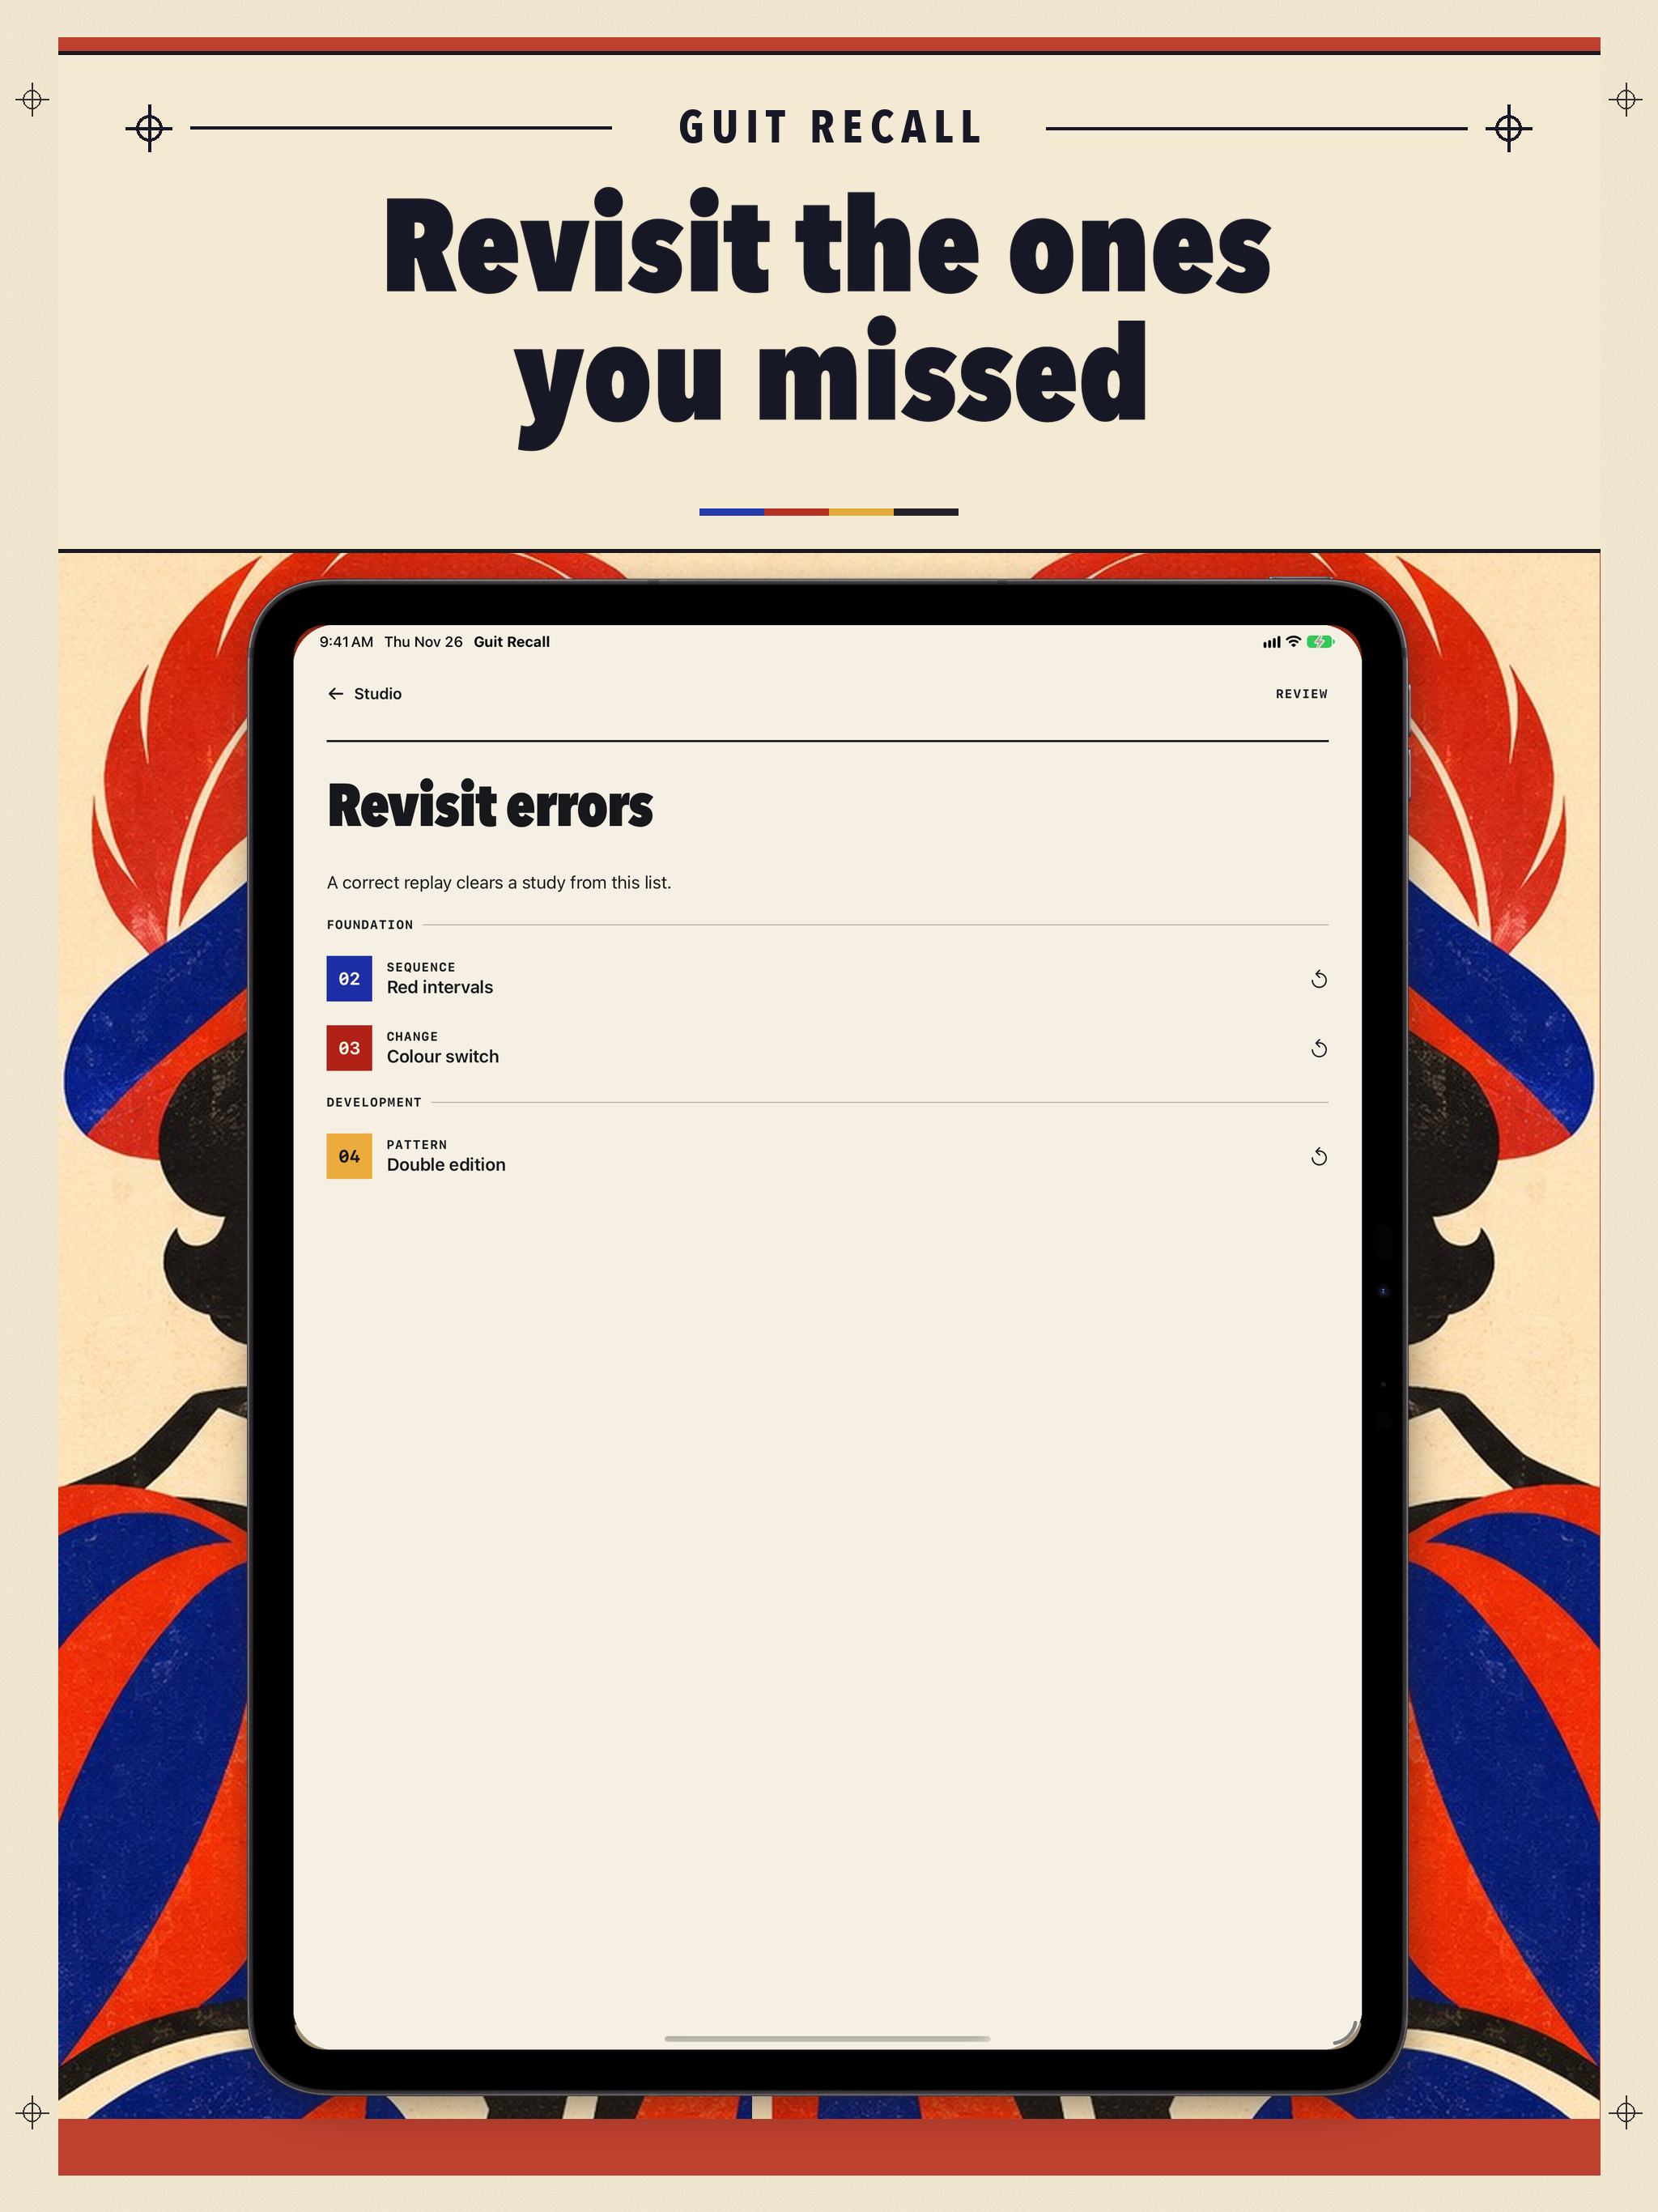 GUIT RECALL
Revisit the ones
you missed
9:41 AM Thu Nov 26 Guit Recall
Studio
REVIEW
Revisit errors
A correct replay clears a study from this list.
FOUNDATION
02
SEQUENCE
Red intervals
03
CHANGE
Colour switch
DEVELOPMENT
04
PATTERN
Double edition